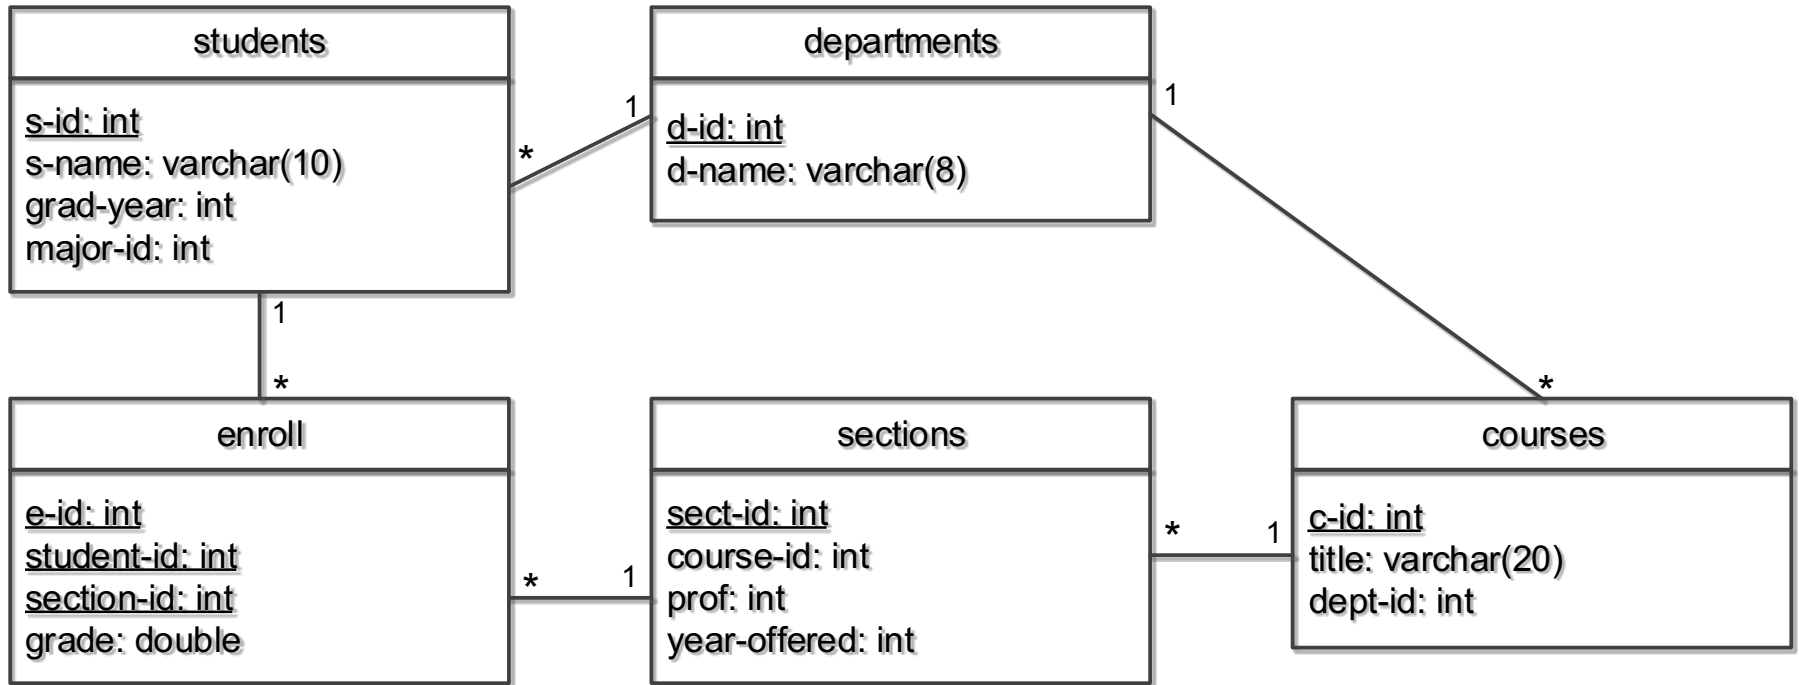 students
s-id: int
s-name: varchar(10)
grad-year: int
major-id: int
departments
d-id: int
d-name: varchar(8)
1
*
1
*
1
*
enroll
e-id: int
student-id: int
section-id: int
grade: double
*
1
sections
sect-id: int
course-id: int
prof: int
year-offered: int
*
1
courses
c-id: int
title: varchar(20)
dept-id: int